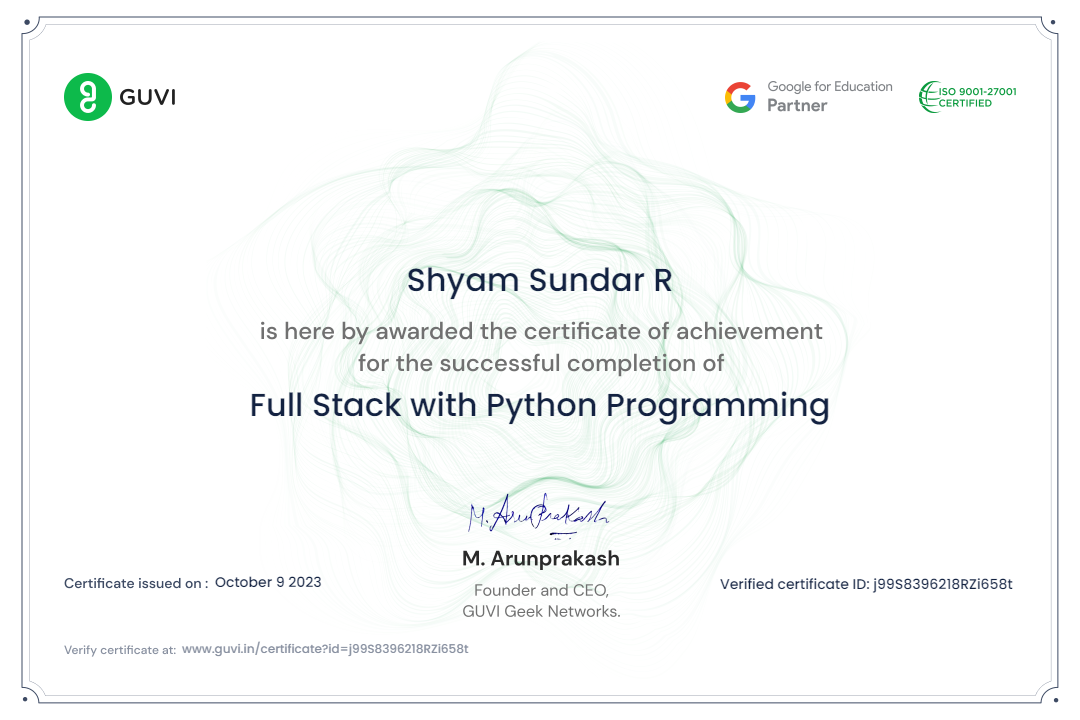 GUVI
Google for Education
Partner
ISO 9001-27001
CERTIFIED
Shyam Sundar R
is here by awarded the certificate of achievement
for the successful completion of
Full Stack with Python Programming
M. ArunPrakash
M. Arunprakash
Founder and CEO,
GUVI Geek Networks.
Certificate issued on : October 9 2023
Verified certificate ID: j99S8396218RZi658t
Verify certificate at: www.guvi.in/certificate?id=j99S8396218RZi658t